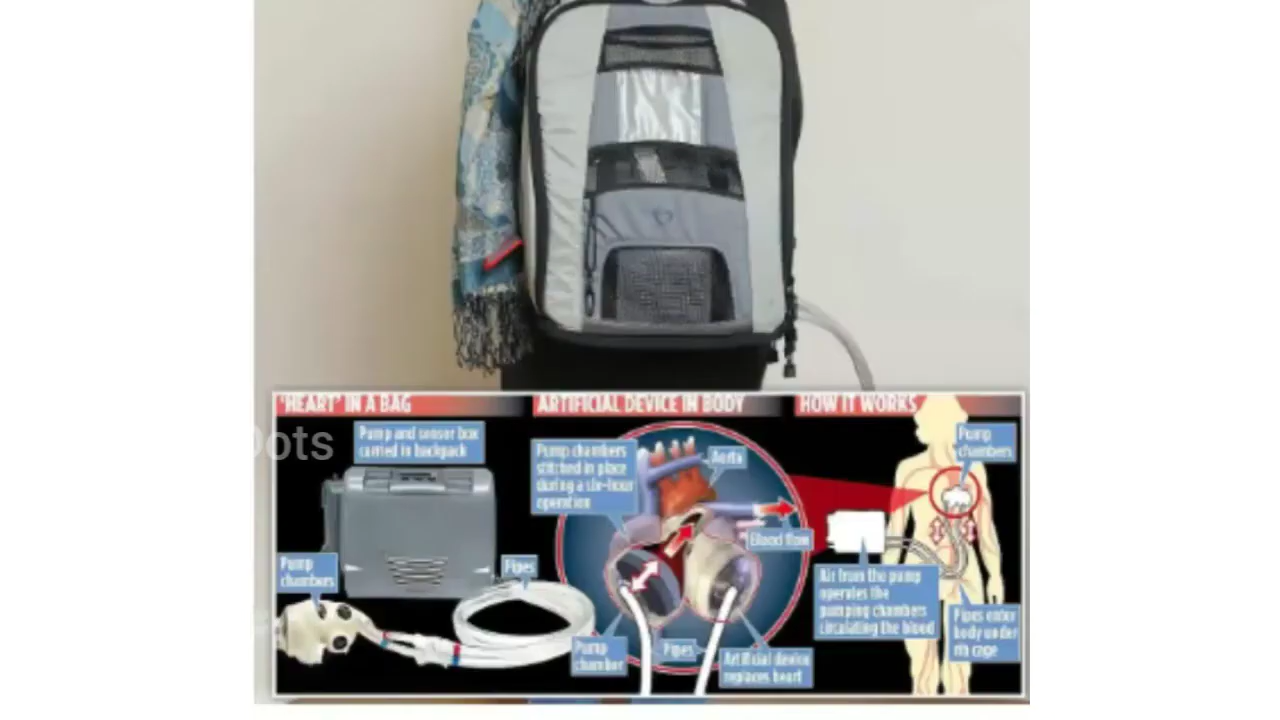 'HEART' IN A BAG
ARTIFICIAL DEVICE IN BODY
HOW IT WORKS
Dots
Pump and sensor box
carried in backpack
Pump
chambers
Pipes
Pump chambers
stitched in place
during a six-hour
operation
Aorta
Blood flow
Pump
chamber
Pipes
Artificial device
replaces heart
Pump
chambers
Air from the pump
operates the
pumping chambers
circulating the blood
Pipes enter
body under
rib cage